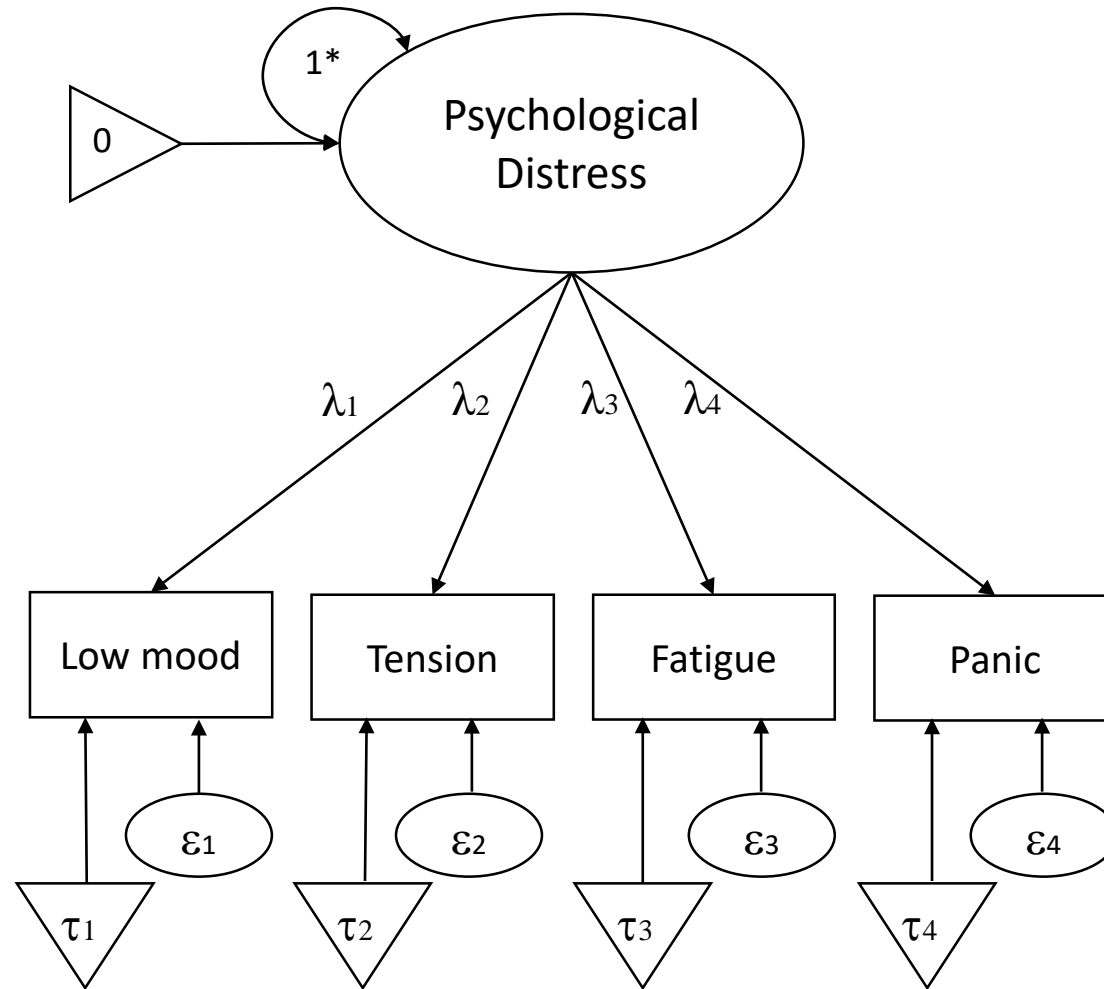 1*
0
Psychological
Distress
λ1
λ2
λ3
λ4
Low mood
Tension
Fatigue
Panic
ε1
ε2
ε3
ε4
τ1
τ2
τ3
τ4